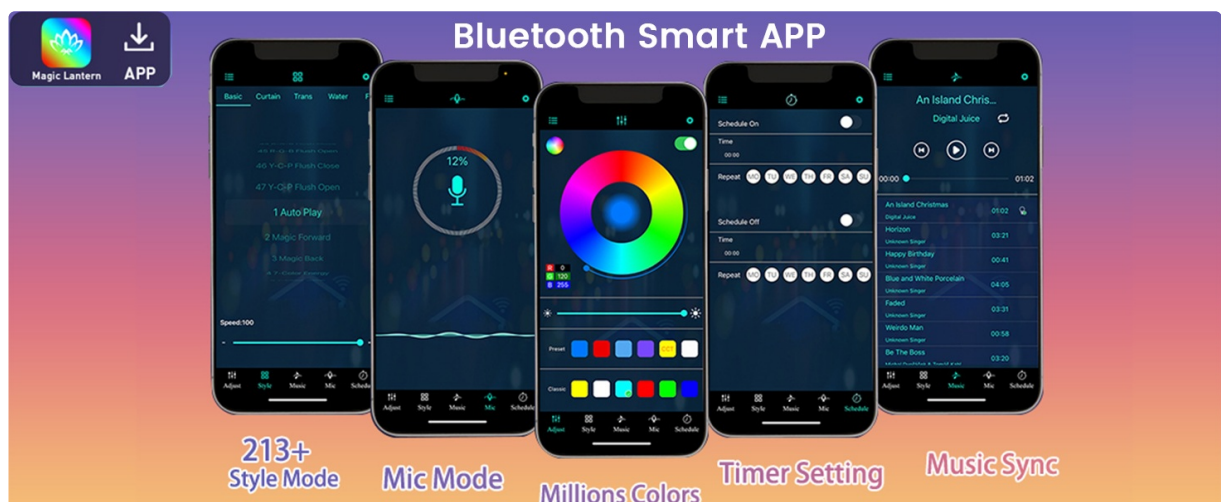 Bluetooth Smart APP
Magic Lantern
APP
Basic Curtain Trans Water F
46 Y-C-P Flush Close
47 Y-C-P Flush Open
1 Auto Play
2 Magic Forward
3 Magic Back
Speed:100
- +
Adjust Style Music Mic Schedu
213+
Style Mode
12%
Adjust Style Music Mic Schedule
Mic Mode
R 0
G 120
B 255
Preset
CCT
Classic
Adjust Style Music Mic Schedule
Millions Colors
Schedule On
Time
00:00
Repeat MO TU WE TH FR SA SU
Schedule Off
Time
00:00
Repeat MO TU WE TH FR SA SU
Adjust Style Music Mic Schedule
Timer Setting
An Island Chris...
Digital Juice
00:00 01:02
An Island Christmas 01:02
Digital Juice
Horizon 03:21
Unknown Singer
Happy Birthday 00:41
Unknown Singer
Blue and White Porcelain 04:05
Unknown Singer
Faded 03:31
Unknown Singer
Weirdo Man 00:58
Unknown Singer
Be The Boss 03:20
Adjust Style Music Mic Schedule
Music Sync